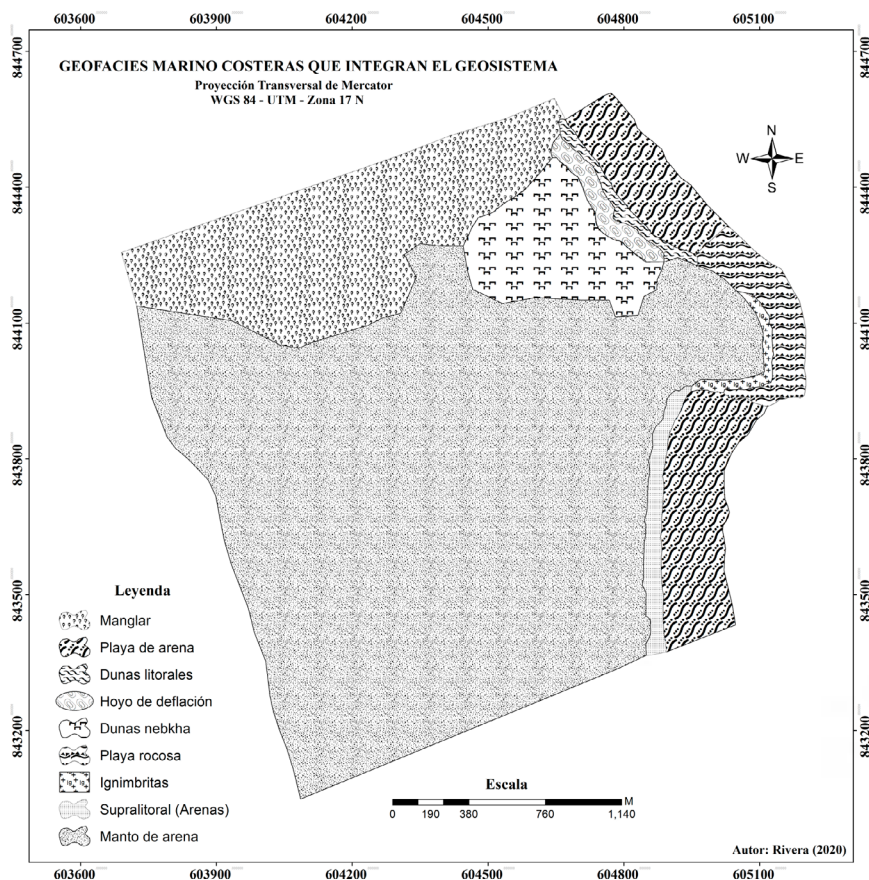 603600 603900 604200 604500 604800 605100
844700
844400
844100
843800
843500
843200
844700
844400
844100
843800
843500
843200
GEOFACIES MARINO COSTERAS QUE INTEGRAN EL GEOSISTEMA
Proyección Transversal de Mercator
WGS 84 - UTM - Zona 17 N
N
W E
S
Leyenda
Manglar
Playa de arena
Dunas litorales
Hoyo de deflación
Dunas nebkha
Playa rocosa
Ignimbritas
Supralitoral (Arenas)
Manto de arena
Escala
M
0 190 380 760 1,140
Autor: Rivera (2020)
603600 603900 604200 604500 604800 605100